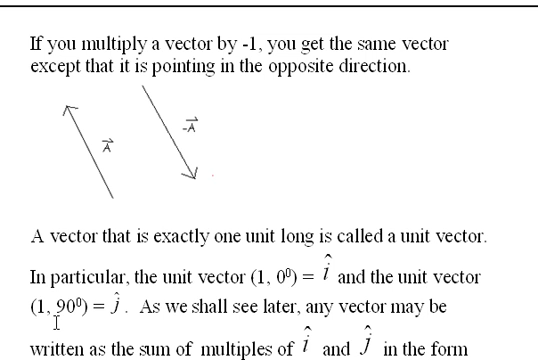 If you multiply a vector by -1, you get the same vector
except that it is pointing in the opposite direction.
A⃗
-A⃗
A vector that is exactly one unit long is called a unit vector.
In particular, the unit vector (1, 0⁰) = î and the unit vector
(1, 90⁰) = ĵ . As we shall see later, any vector may be
written as the sum of multiples of î and ĵ in the form